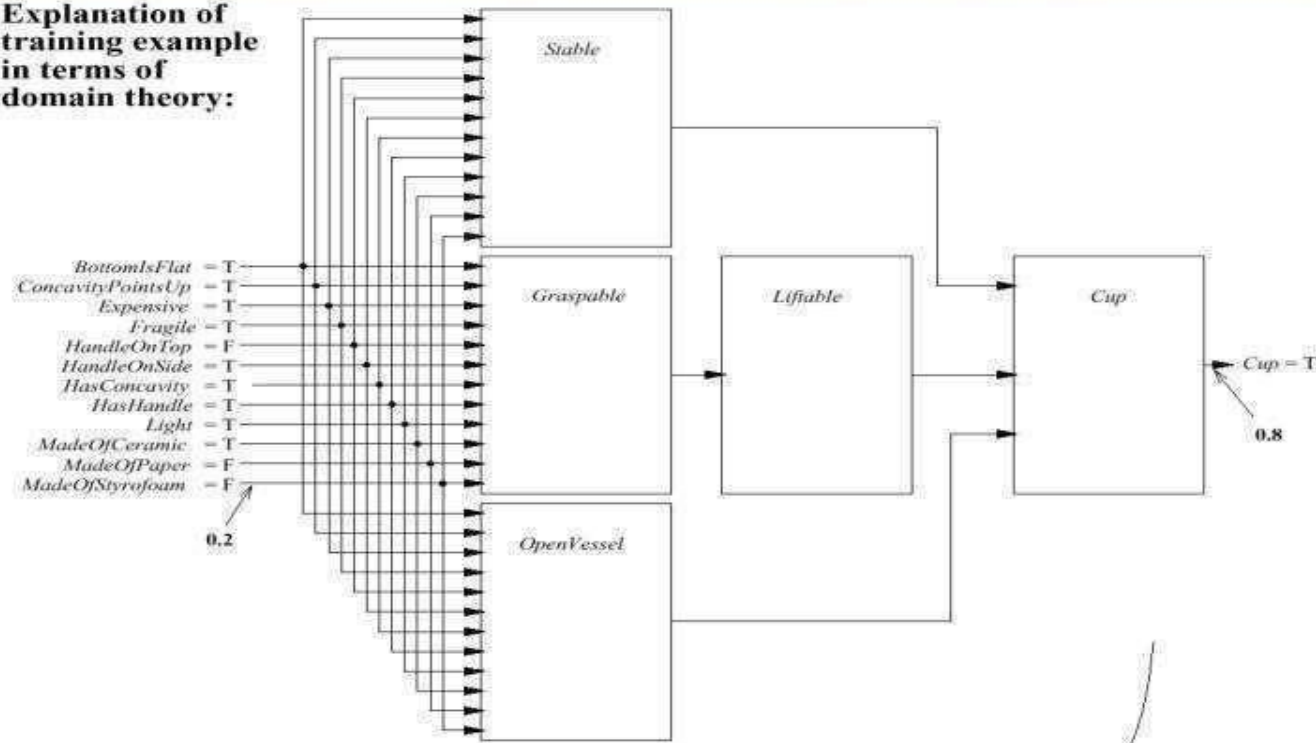 Explanation of
training example
in terms of
domain theory:
Stable
BottomIsFlat = T
ConcavityPointsUp = T
Expensive = T
Fragile = T
HandleOnTop = F
HandleOnSide = T
HasConcavity = T
HasHandle = T
Light = T
MadeOfCeramic = T
MadeOfPaper = F
MadeOfStyrofoam = F
0.2
Graspable
Liftable
Cup
Cup = T
0.8
OpenVessel